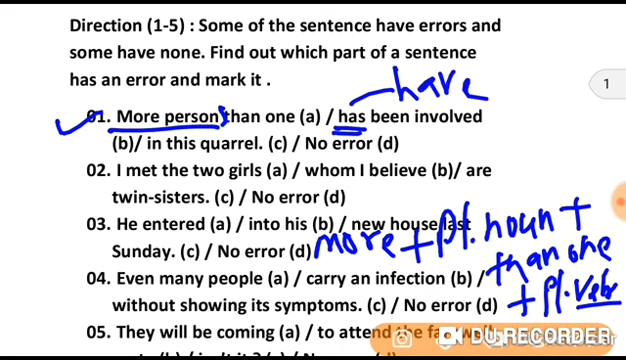 Direction (1-5) : Some of the sentence have errors and
some have none. Find out which part of a sentence
has an error and mark it .
have
1
01. More persons than one (a) / has been involved
(b)/ in this quarrel. (c) / No error (d)
02. I met the two girls (a) / whom I believe (b)/ are
twin-sisters. (c) / No error (d)
03. He entered (a) / into his (b) / new house last
Sunday. (c) / No error (d)
more + pl. noun +
than one
+ pl. verb
04. Even many people (a) / carry an infection (b) /
without showing its symptoms. (c) / No error (d)
05. They will be coming (a) / to attend the
DU RECORDER